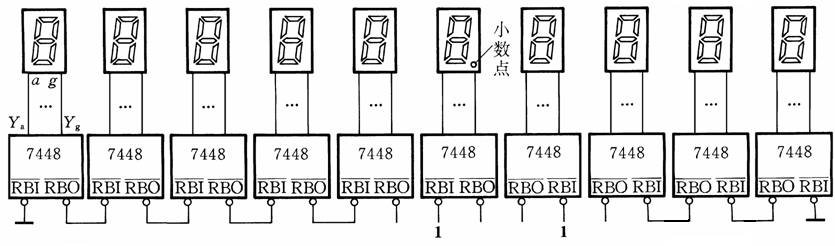 小数点
a g
... ... ... ... ... ... ... ... ... ...
Yₐ Y_g
7448 7448 7448 7448 7448 7448 7448 7448 7448 7448
RBI RBO RBI RBO RBI RBO RBI RBO RBI RBO RBI RBO RBO RBI RBO RBI RBO RBI RBO RBI
1 1